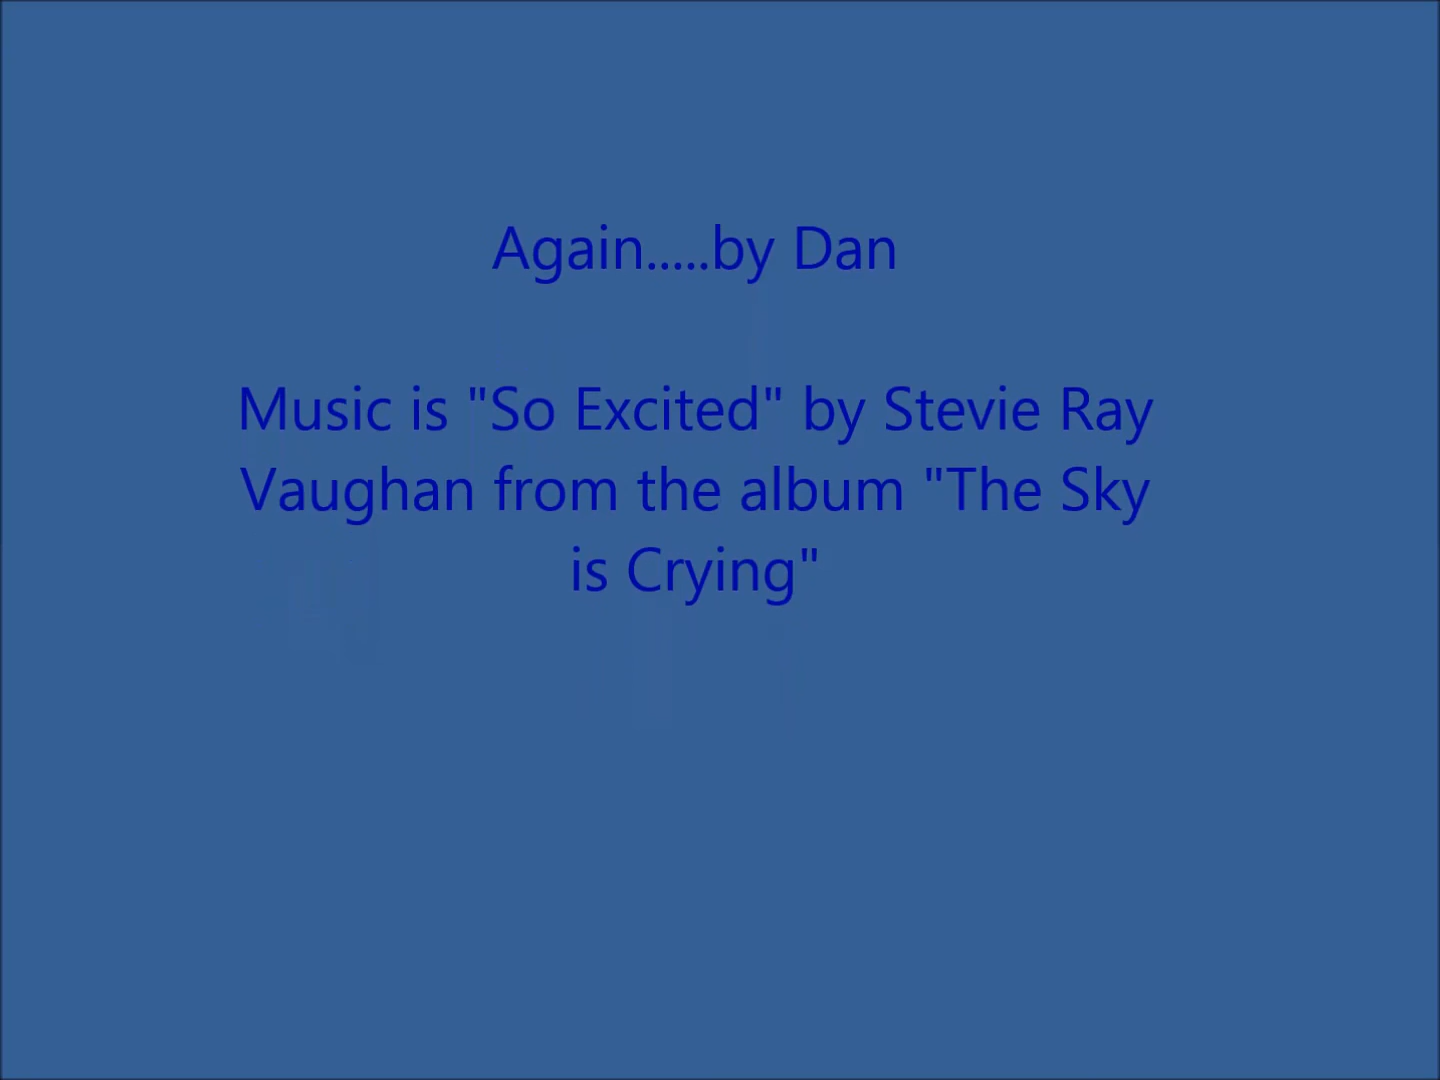 Again.....by Dan
Music is "So Excited" by Stevie Ray
Vaughan from the album "The Sky
is Crying"